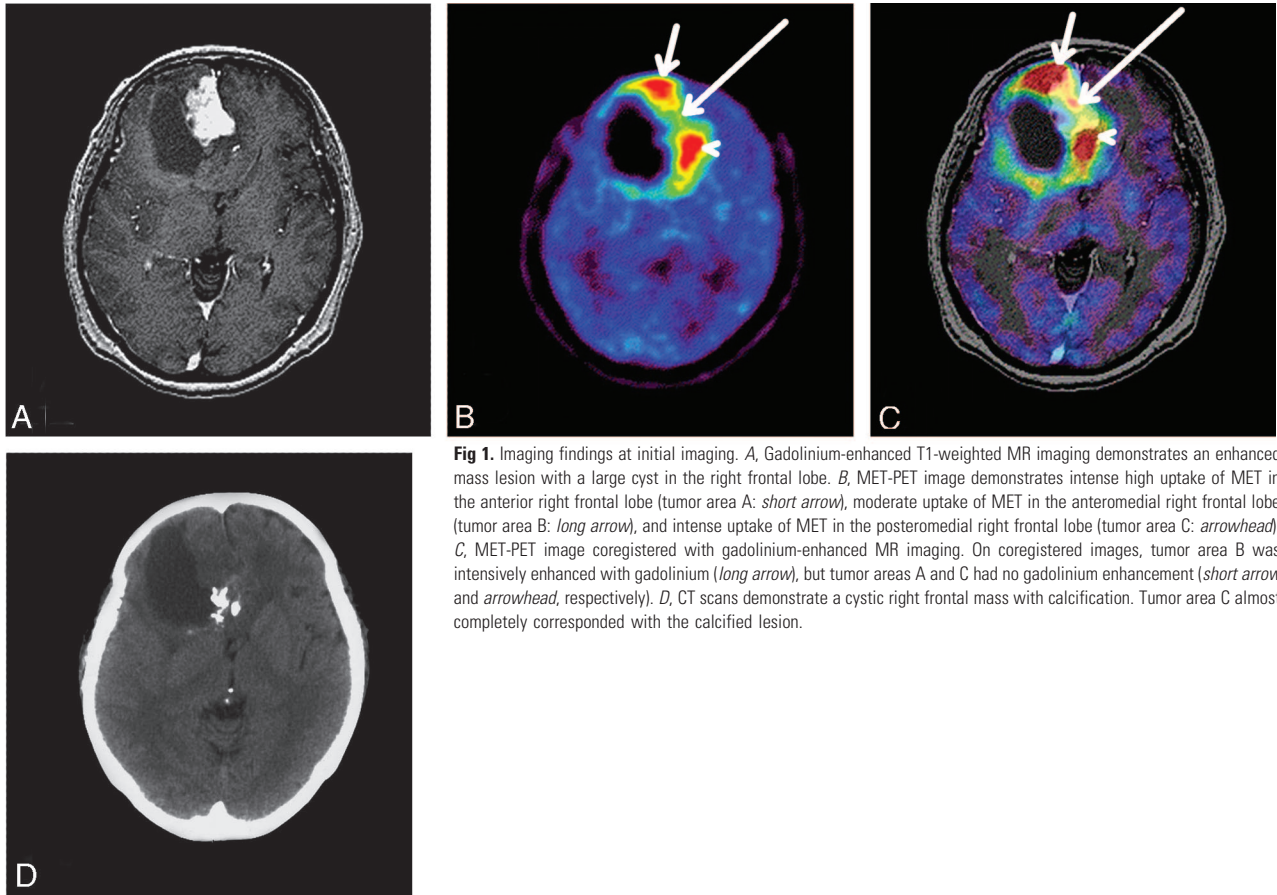 A
B
C
Fig 1. Imaging findings at initial imaging. A, Gadolinium-enhanced T1-weighted MR imaging demonstrates an enhanced
mass lesion with a large cyst in the right frontal lobe. B, MET-PET image demonstrates intense high uptake of MET in
the anterior right frontal lobe (tumor area A: short arrow), moderate uptake of MET in the anteromedial right frontal lobe
(tumor area B: long arrow), and intense uptake of MET in the posteromedial right frontal lobe (tumor area C: arrowhead)
C, MET-PET image coregistered with gadolinium-enhanced MR imaging. On coregistered images, tumor area B was
intensively enhanced with gadolinium (long arrow), but tumor areas A and C had no gadolinium enhancement (short arrow
and arrowhead, respectively). D, CT scans demonstrate a cystic right frontal mass with calcification. Tumor area C almost
completely corresponded with the calcified lesion.
D